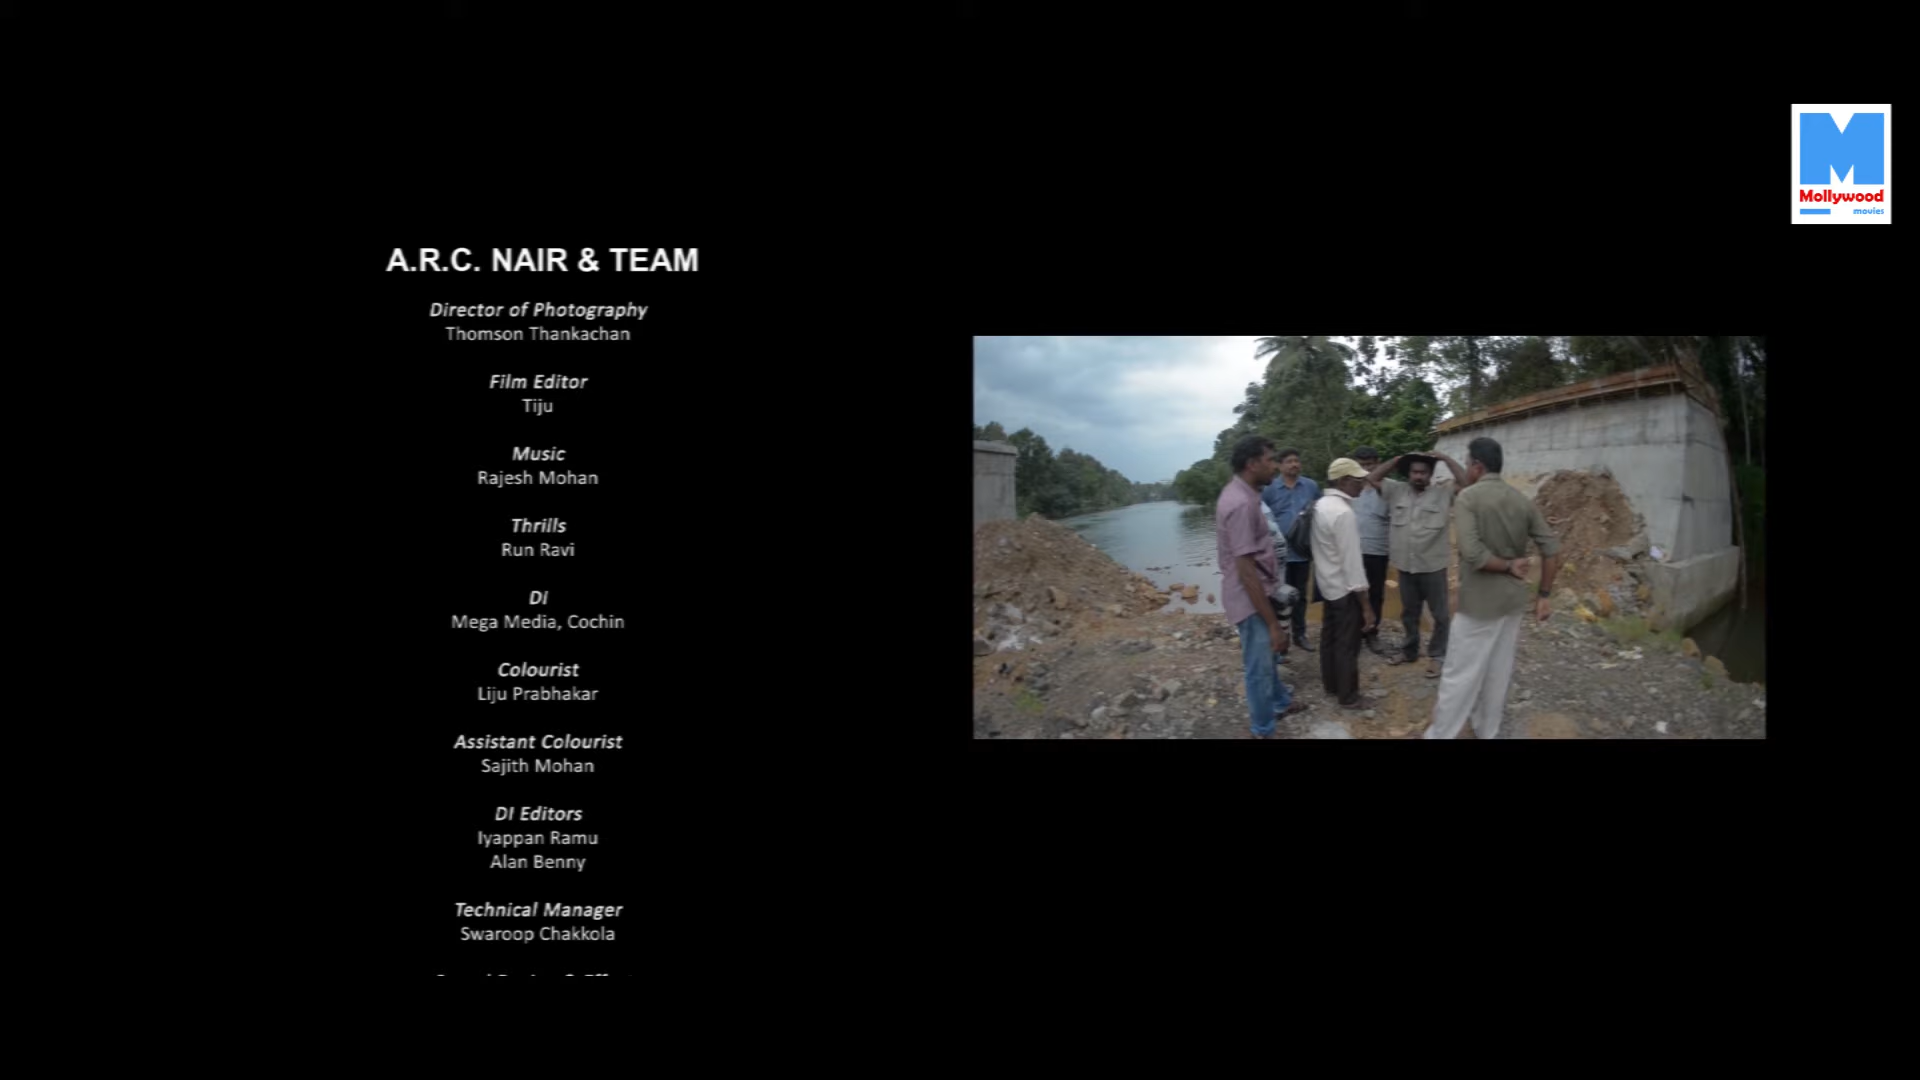 A.R.C. NAIR & TEAM
Director of Photography
Thomson Thankachan
Film Editor
Tiju
Music
Rajesh Mohan
Thrills
Run Ravi
DI
Mega Media, Cochin
Colourist
Liju Prabhakar
Assistant Colourist
Sajith Mohan
DI Editors
Iyappan Ramu
Alan Benny
Technical Manager
Swaroop Chakkola
M
Mollywood
movies